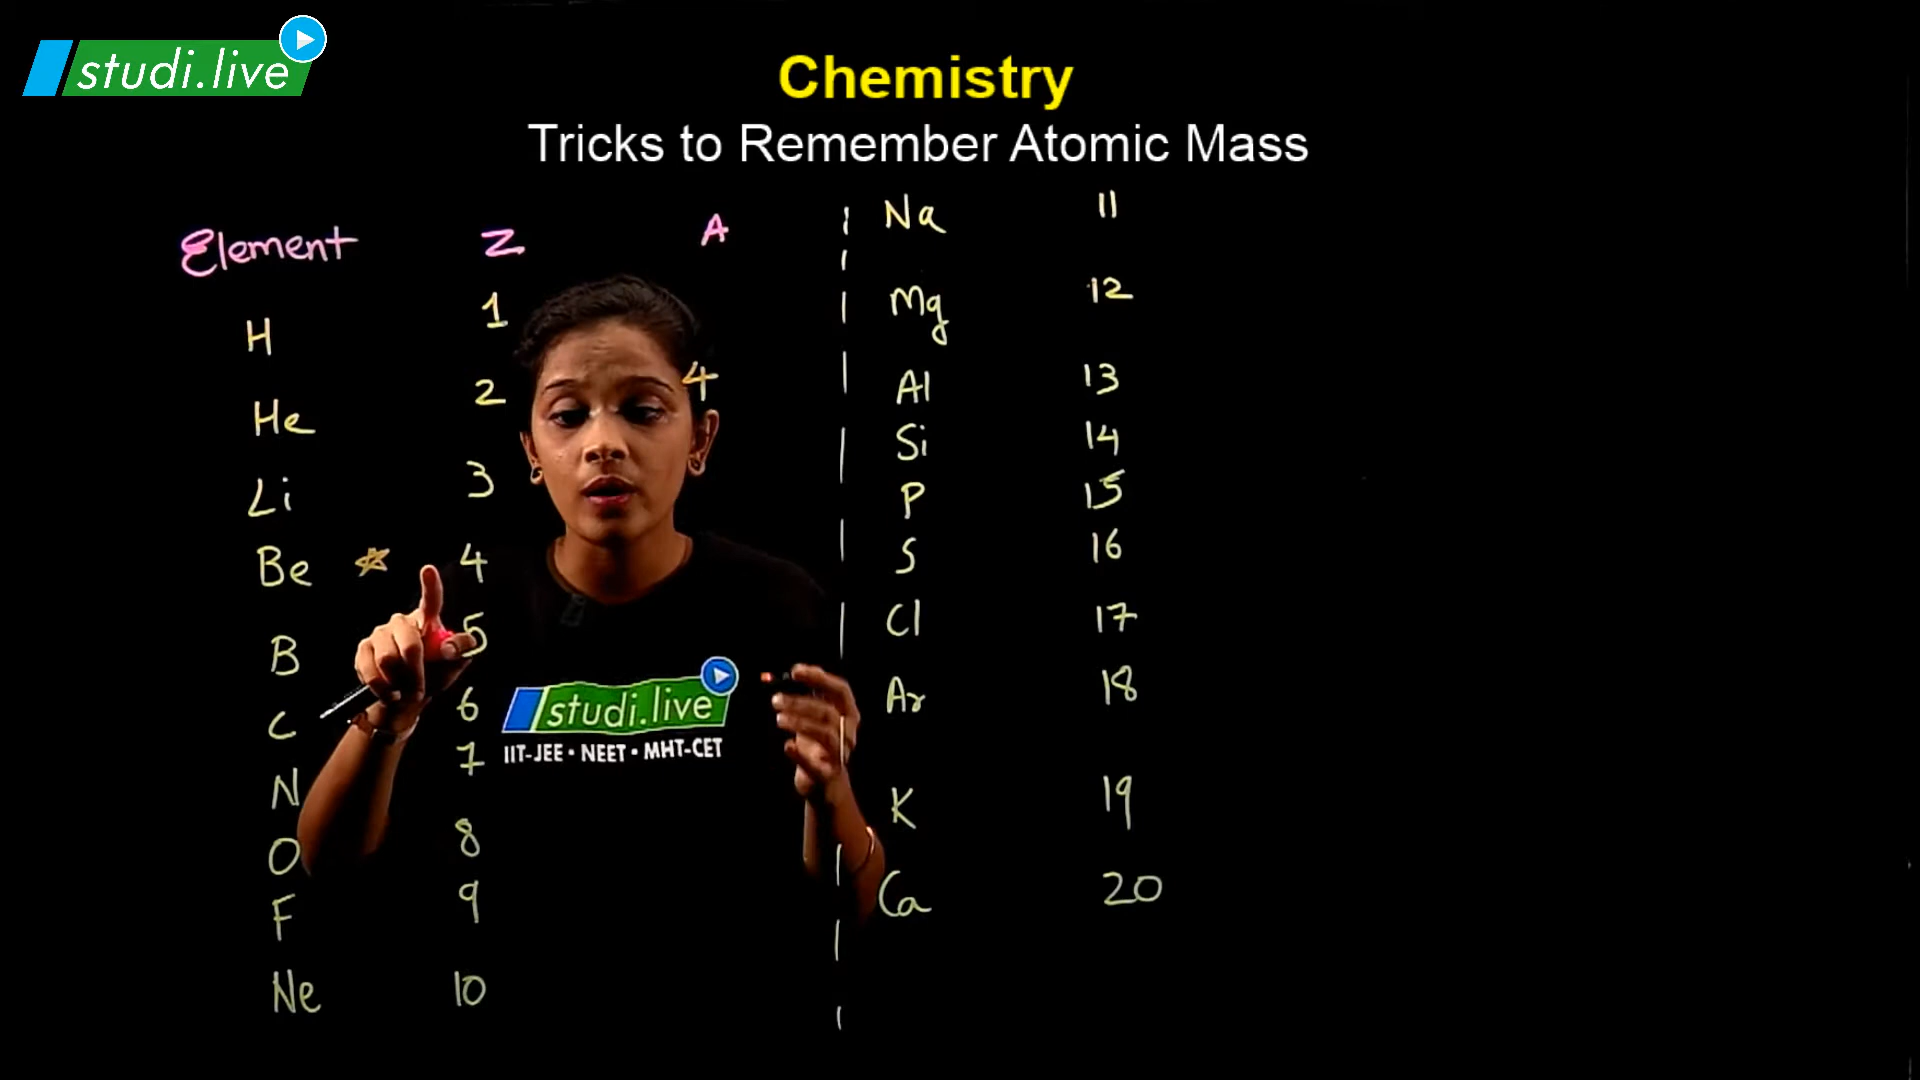 studi.live
Chemistry
Tricks to Remember Atomic Mass
Element Z A
H 1
He 2 4
Li 3
Be 4
B 5
C 6
N 7
O 8
F 9
Ne 10
Na 11
Mg 12
Al 13
Si 14
P 15
S 16
Cl 17
Ar 18
K 19
Ca 20
studi.live
IIT-JEE • NEET • MHT-CET